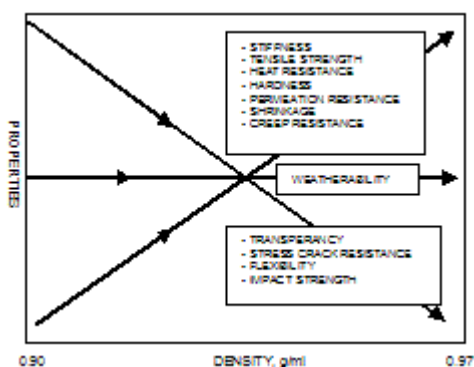 - STIFFNESS
- TENSILE STRENGTH
- HEAT RESISTANCE
- HARDNESS
- PERMEATION RESISTANCE
- SHRINKAGE
- CREEP RESISTANCE
PROPERTIES
WEATHERABILITY
- TRANSPERANCY
- STRESS CRACK RESISTANCE
- FLEXIBILITY
- IMPACT STRENGTH
0.90 DENSITY, g/ml 0.97